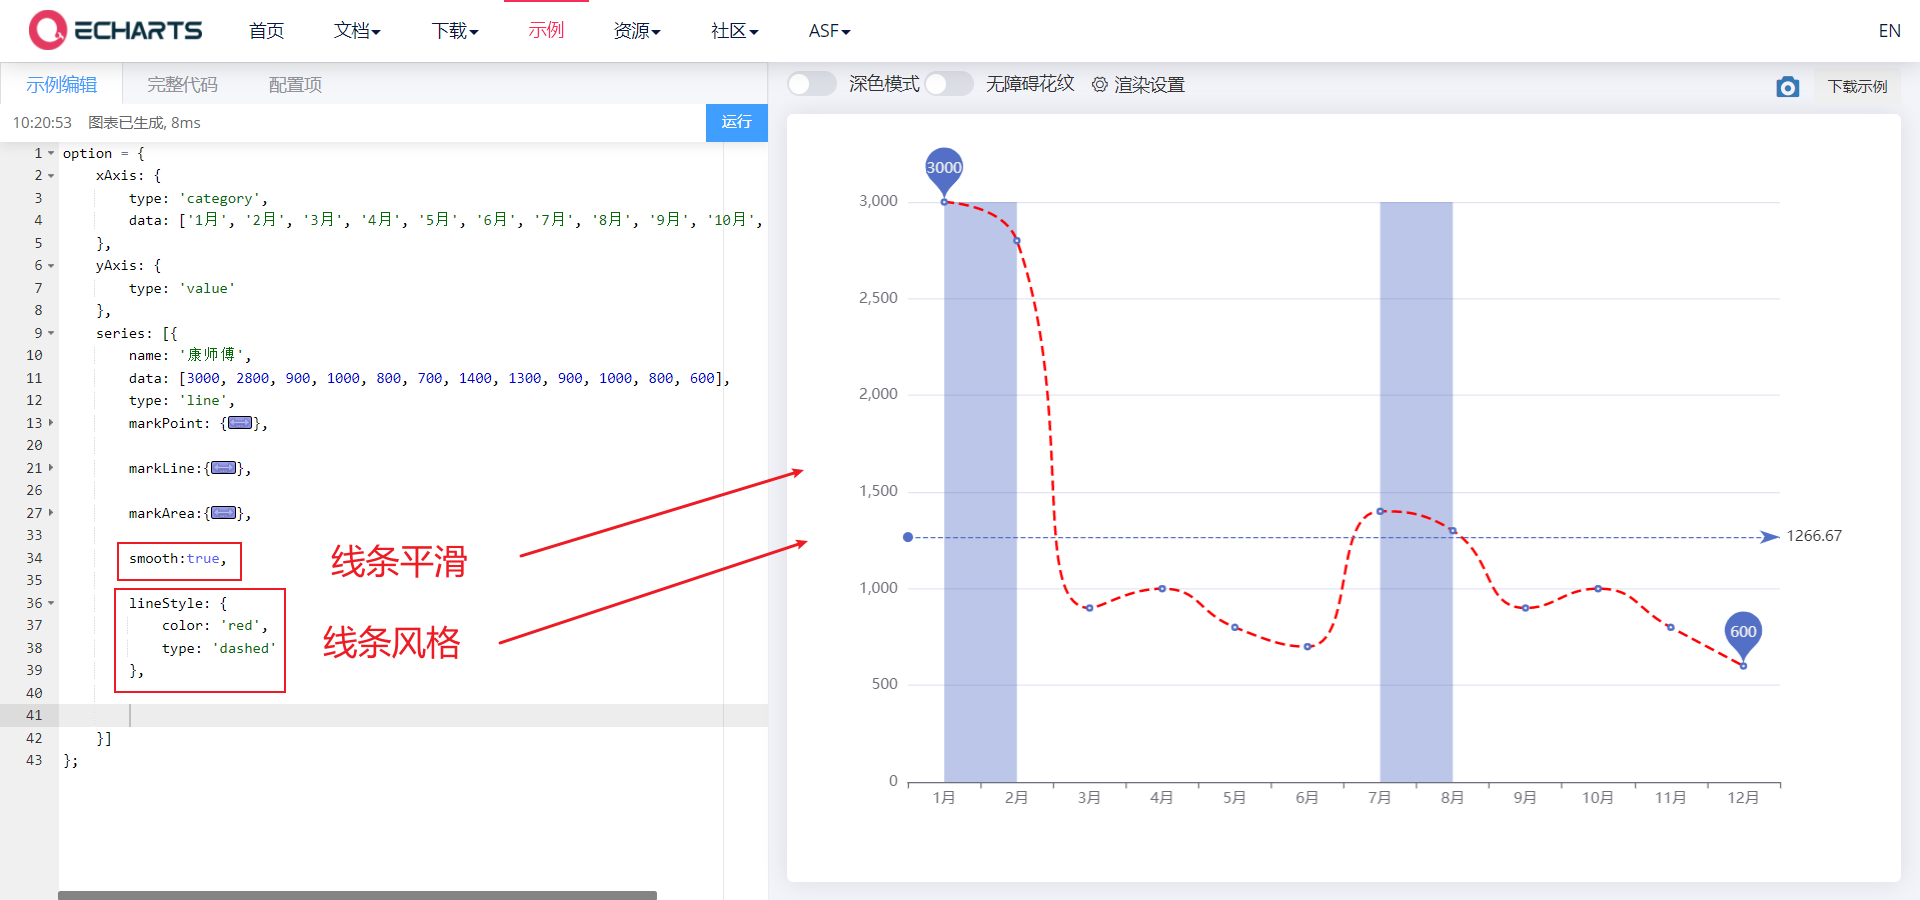 ECHARTS 首页 文档 下载 示例 资源 社区 ASF EN
示例编辑 完整代码 配置项
深色模式 无障碍花纹 渲染设置 下载示例
10:20:53 图表已生成, 8ms 运行
1 option = {
2 xAxis: {
3 type: 'category',
4 data: ['1月', '2月', '3月', '4月', '5月', '6月', '7月', '8月', '9月', '10月',
5 },
6 yAxis: {
7 type: 'value'
8 },
9 series: [{
10 name: '康师傅',
11 data: [3000, 2800, 900, 1000, 800, 700, 1400, 1300, 900, 1000, 800, 600],
12 type: 'line',
13 markPoint: {},
20
21 markLine:{},
26
27 markArea:{},
33
34 smooth:true,
35
36 lineStyle: {
37 color: 'red',
38 type: 'dashed'
39 },
40
41
42 }]
43 };
线条平滑
线条风格
3000
3,000
2,500
2,000
1,500
1266.67
1,000
600
500
0
1月 2月 3月 4月 5月 6月 7月 8月 9月 10月 11月 12月